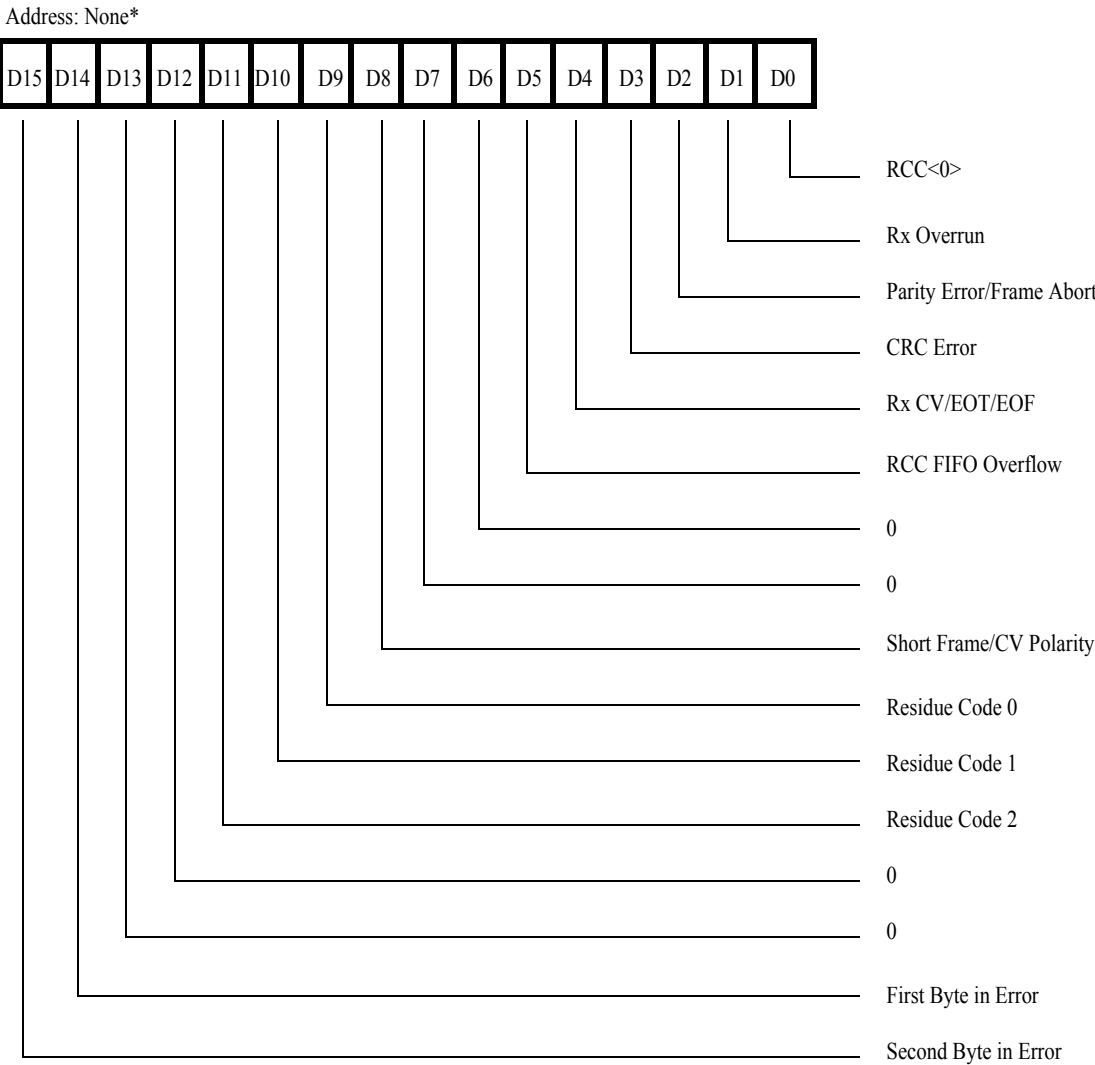 Address: None*
D15 D14 D13 D12 D11 D10 D9 D8 D7 D6 D5 D4 D3 D2 D1 D0
RCC<0>
Rx Overrun
Parity Error/Frame Abort
CRC Error
Rx CV/EOT/EOF
RCC FIFO Overflow
0
0
Short Frame/CV Polarity
Residue Code 0
Residue Code 1
Residue Code 2
0
0
First Byte in Error
Second Byte in Error